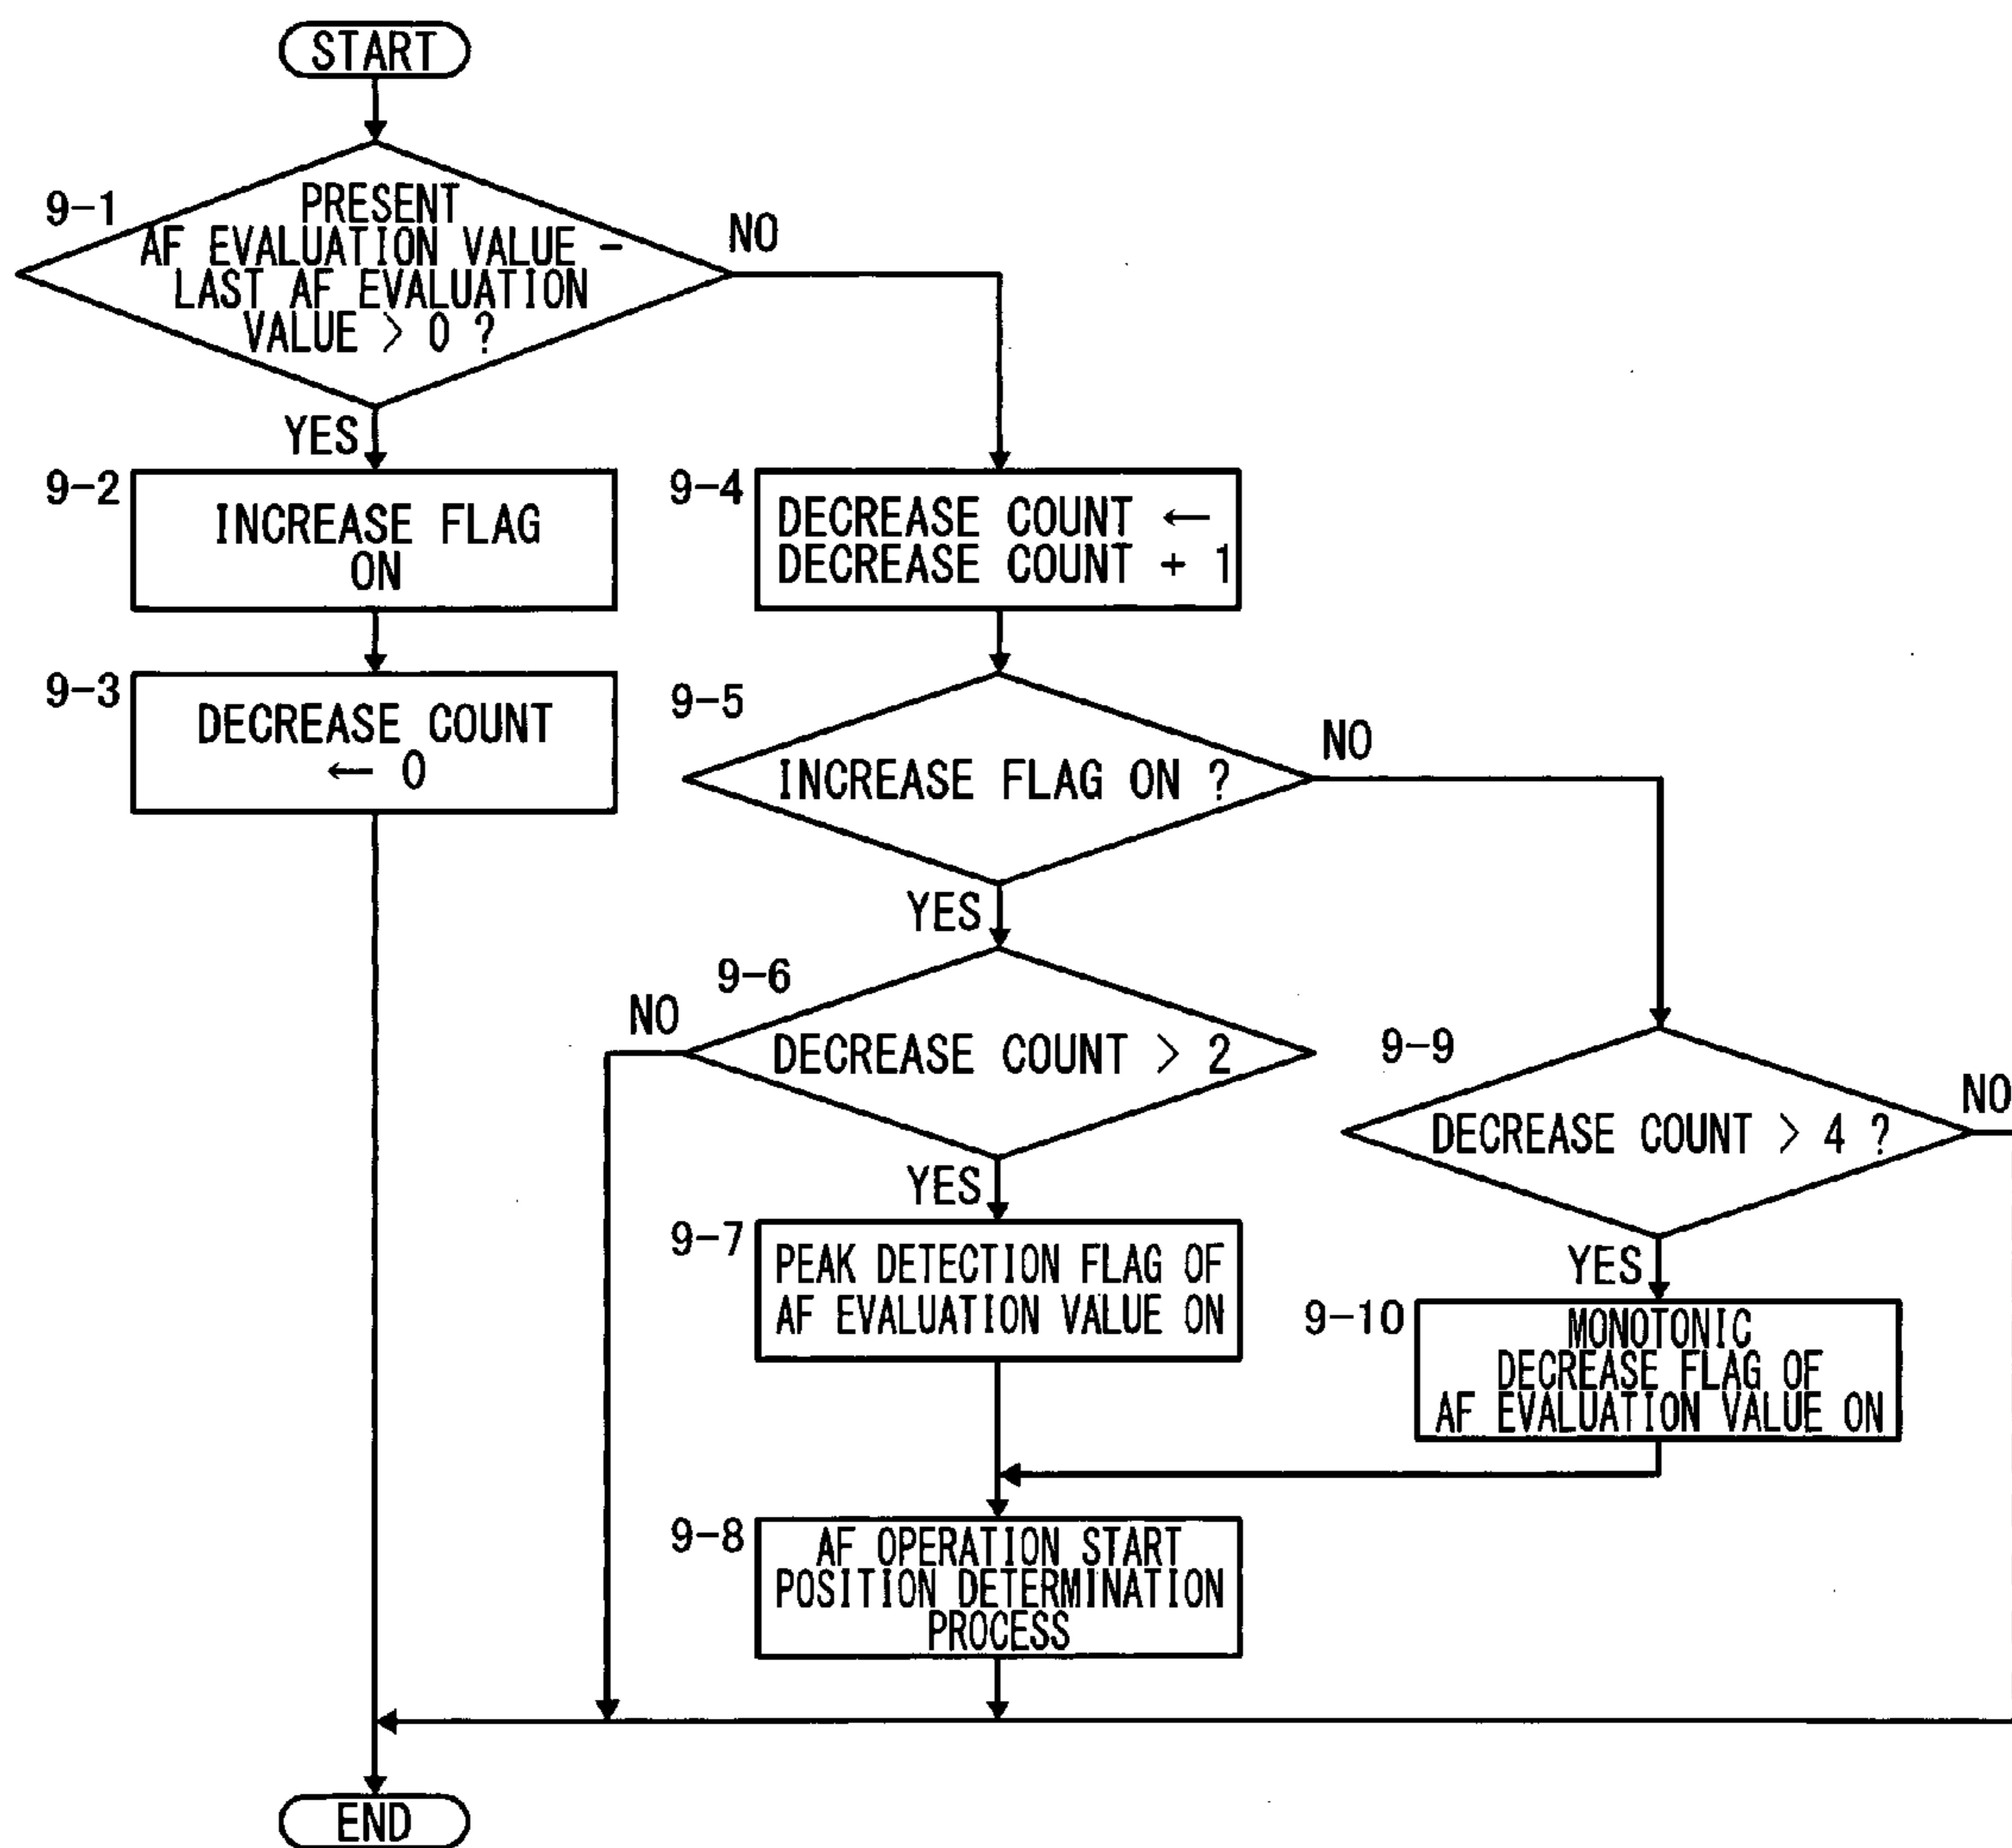 START
9-1
PRESENT
AF EVALUATION VALUE -
LAST AF EVALUATION
VALUE > 0 ?
NO
YES
9-2
INCREASE FLAG
ON
9-3
DECREASE COUNT
← 0
9-4
DECREASE COUNT ←
DECREASE COUNT + 1
9-5
INCREASE FLAG ON ?
NO
YES
9-6
NO
DECREASE COUNT > 2
YES
9-7
PEAK DETECTION FLAG OF
AF EVALUATION VALUE ON
9-9
NO
DECREASE COUNT > 4 ?
YES
9-10
MONOTONIC
DECREASE FLAG OF
AF EVALUATION VALUE ON
9-8
AF OPERATION START
POSITION DETERMINATION
PROCESS
END